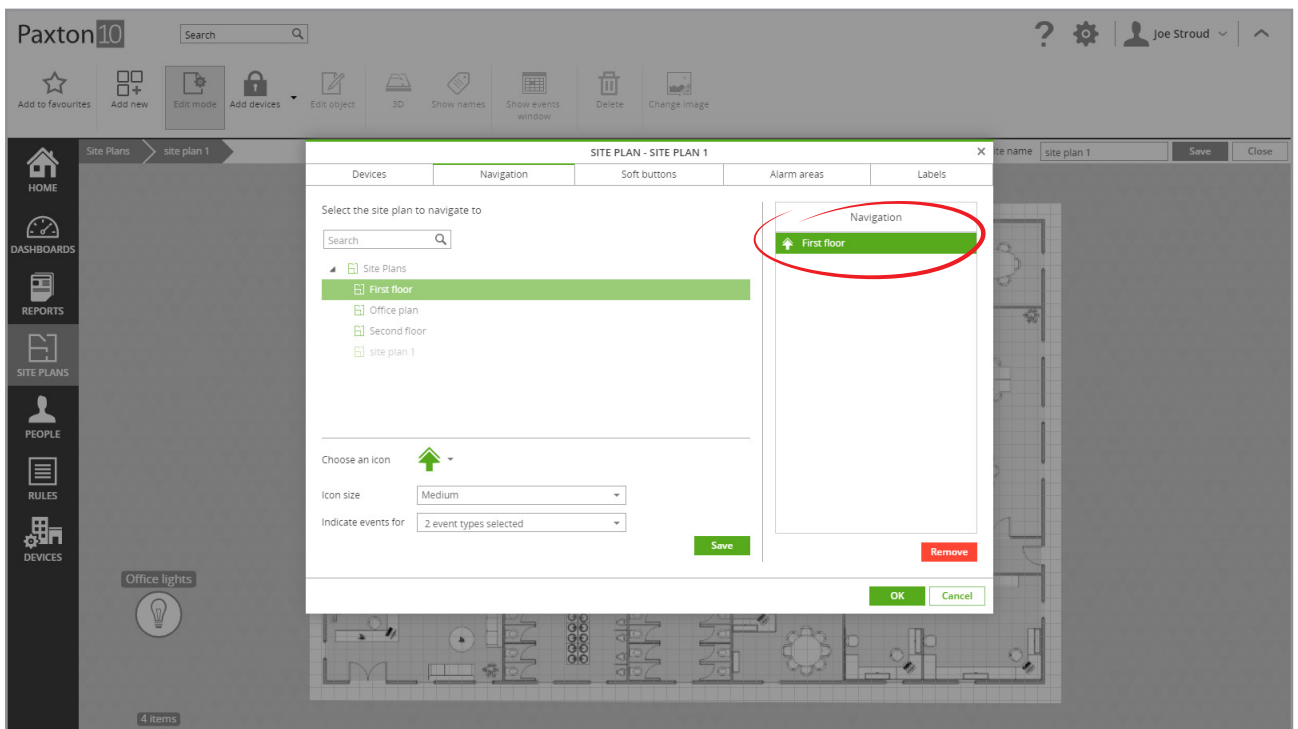 Paxton10
Search
?
Joe Stroud
Add to favourites
Add new
Edit mode
Add devices
Edit object
3D
Show names
Show events
window
Delete
Change image
HOME
DASHBOARDS
REPORTS
SITE PLANS
PEOPLE
RULES
DEVICES
Site Plans
site plan 1
ite name
site plan 1
Save
Close
SITE PLAN - SITE PLAN 1
Devices
Navigation
Soft buttons
Alarm areas
Labels
Select the site plan to navigate to
Search
Site Plans
First floor
Office plan
Second floor
site plan 1
Choose an icon
Icon size
Medium
Indicate events for
2 event types selected
Save
Navigation
First floor
Remove
OK
Cancel
Office lights
4 items